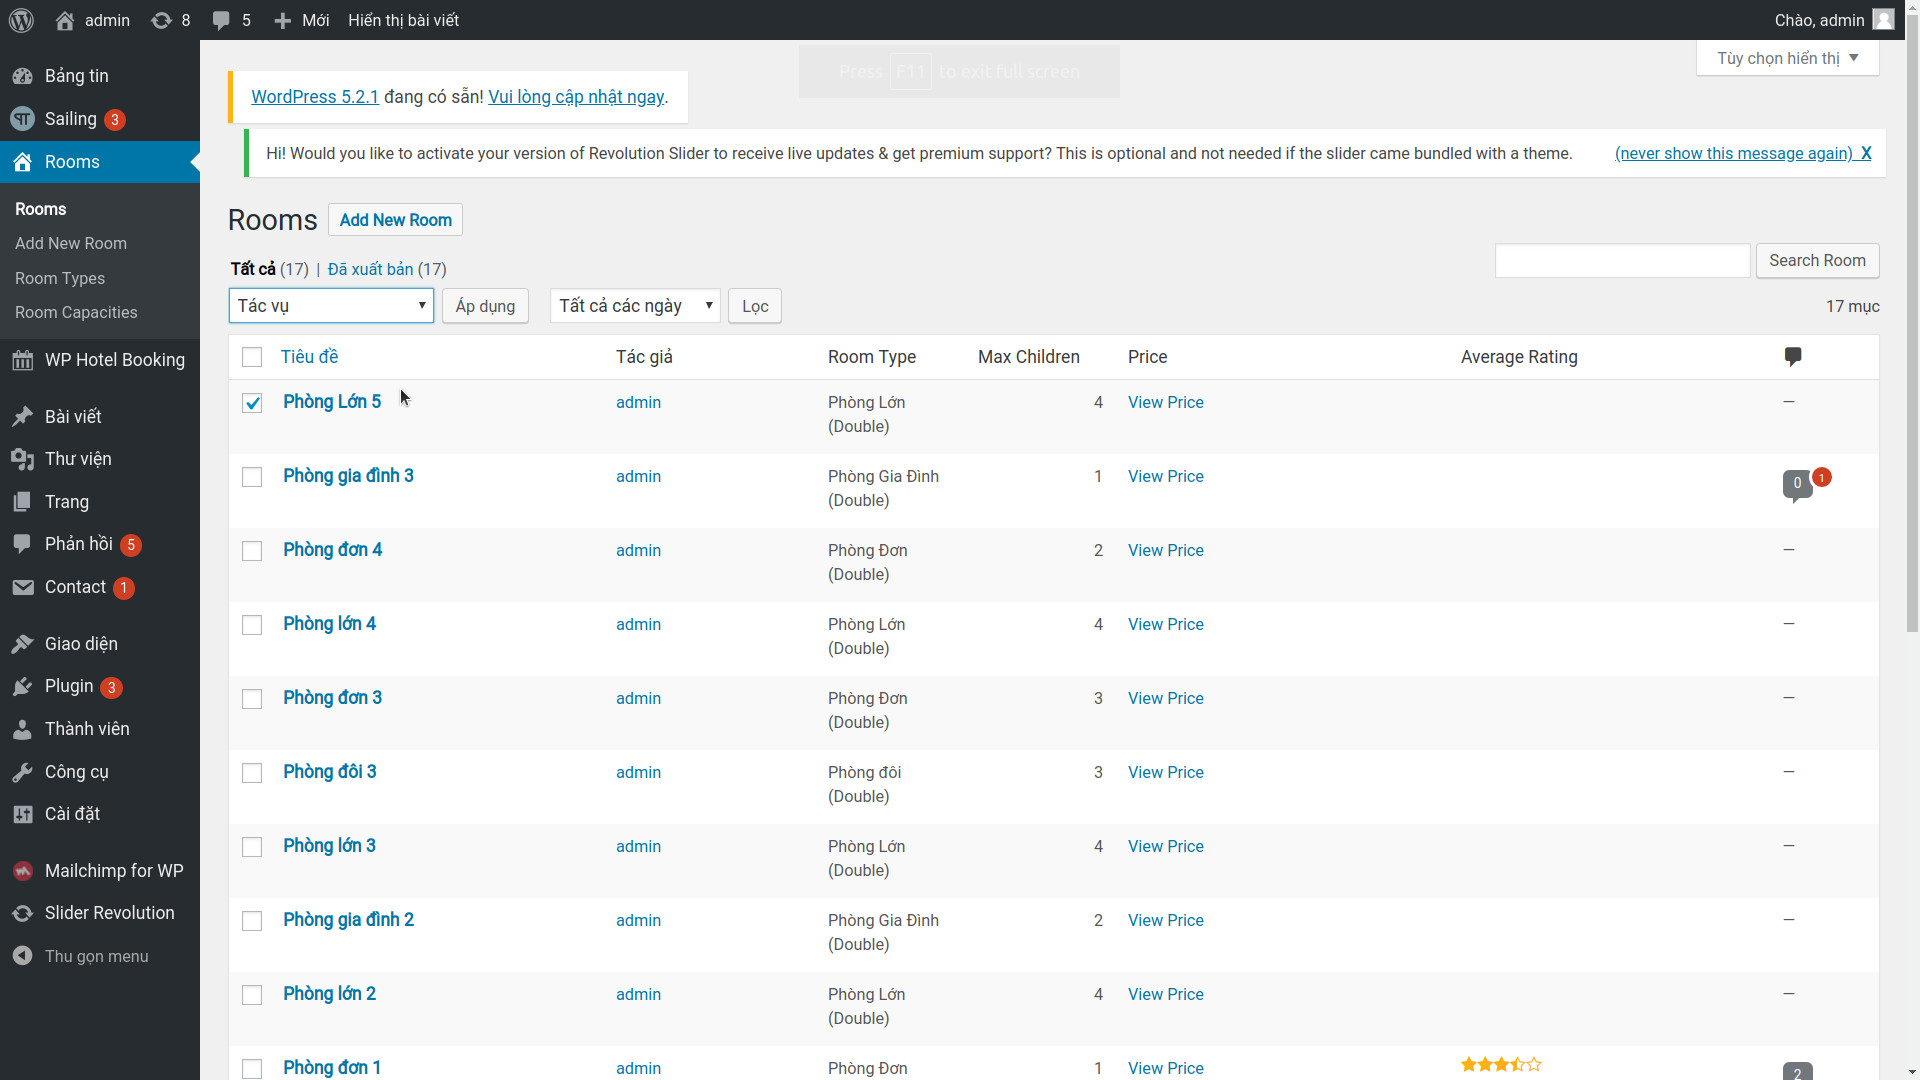 admin
8
5
Mới
Hiển thị bài viết
Chào, admin
Press F11 to exit full screen
Tùy chọn hiển thị
WordPress 5.2.1 đang có sẵn! Vui lòng cập nhật ngay.
Hi! Would you like to activate your version of Revolution Slider to receive live updates & get premium support? This is optional and not needed if the slider came bundled with a theme.
(never show this message again) X
Bảng tin
Sailing 3
Rooms
Rooms
Add New Room
Room Types
Room Capacities
WP Hotel Booking
Bài viết
Thư viện
Trang
Phản hồi 5
Contact 1
Giao diện
Plugin 3
Thành viên
Công cụ
Cài đặt
Mailchimp for WP
Slider Revolution
Thu gọn menu
Rooms
Add New Room
Tất cả (17) | Đã xuất bản (17)
Search Room
Tác vụ
Áp dụng
Tất cả các ngày
Lọc
17 mục
Tiêu đề Tác giả Room Type Max Children Price Average Rating
Phòng Lớn 5 admin Phòng Lớn 4 View Price —
(Double)
Phòng gia đình 3 admin Phòng Gia Đình 1 View Price 0 1
(Double)
Phòng đơn 4 admin Phòng Đơn 2 View Price —
(Double)
Phòng lớn 4 admin Phòng Lớn 4 View Price —
(Double)
Phòng đơn 3 admin Phòng Đơn 3 View Price —
(Double)
Phòng đôi 3 admin Phòng đôi 3 View Price —
(Double)
Phòng lớn 3 admin Phòng Lớn 4 View Price —
(Double)
Phòng gia đình 2 admin Phòng Gia Đình 2 View Price —
(Double)
Phòng lớn 2 admin Phòng Lớn 4 View Price —
(Double)
Phòng đơn 1 admin Phòng Đơn 1 View Price 2